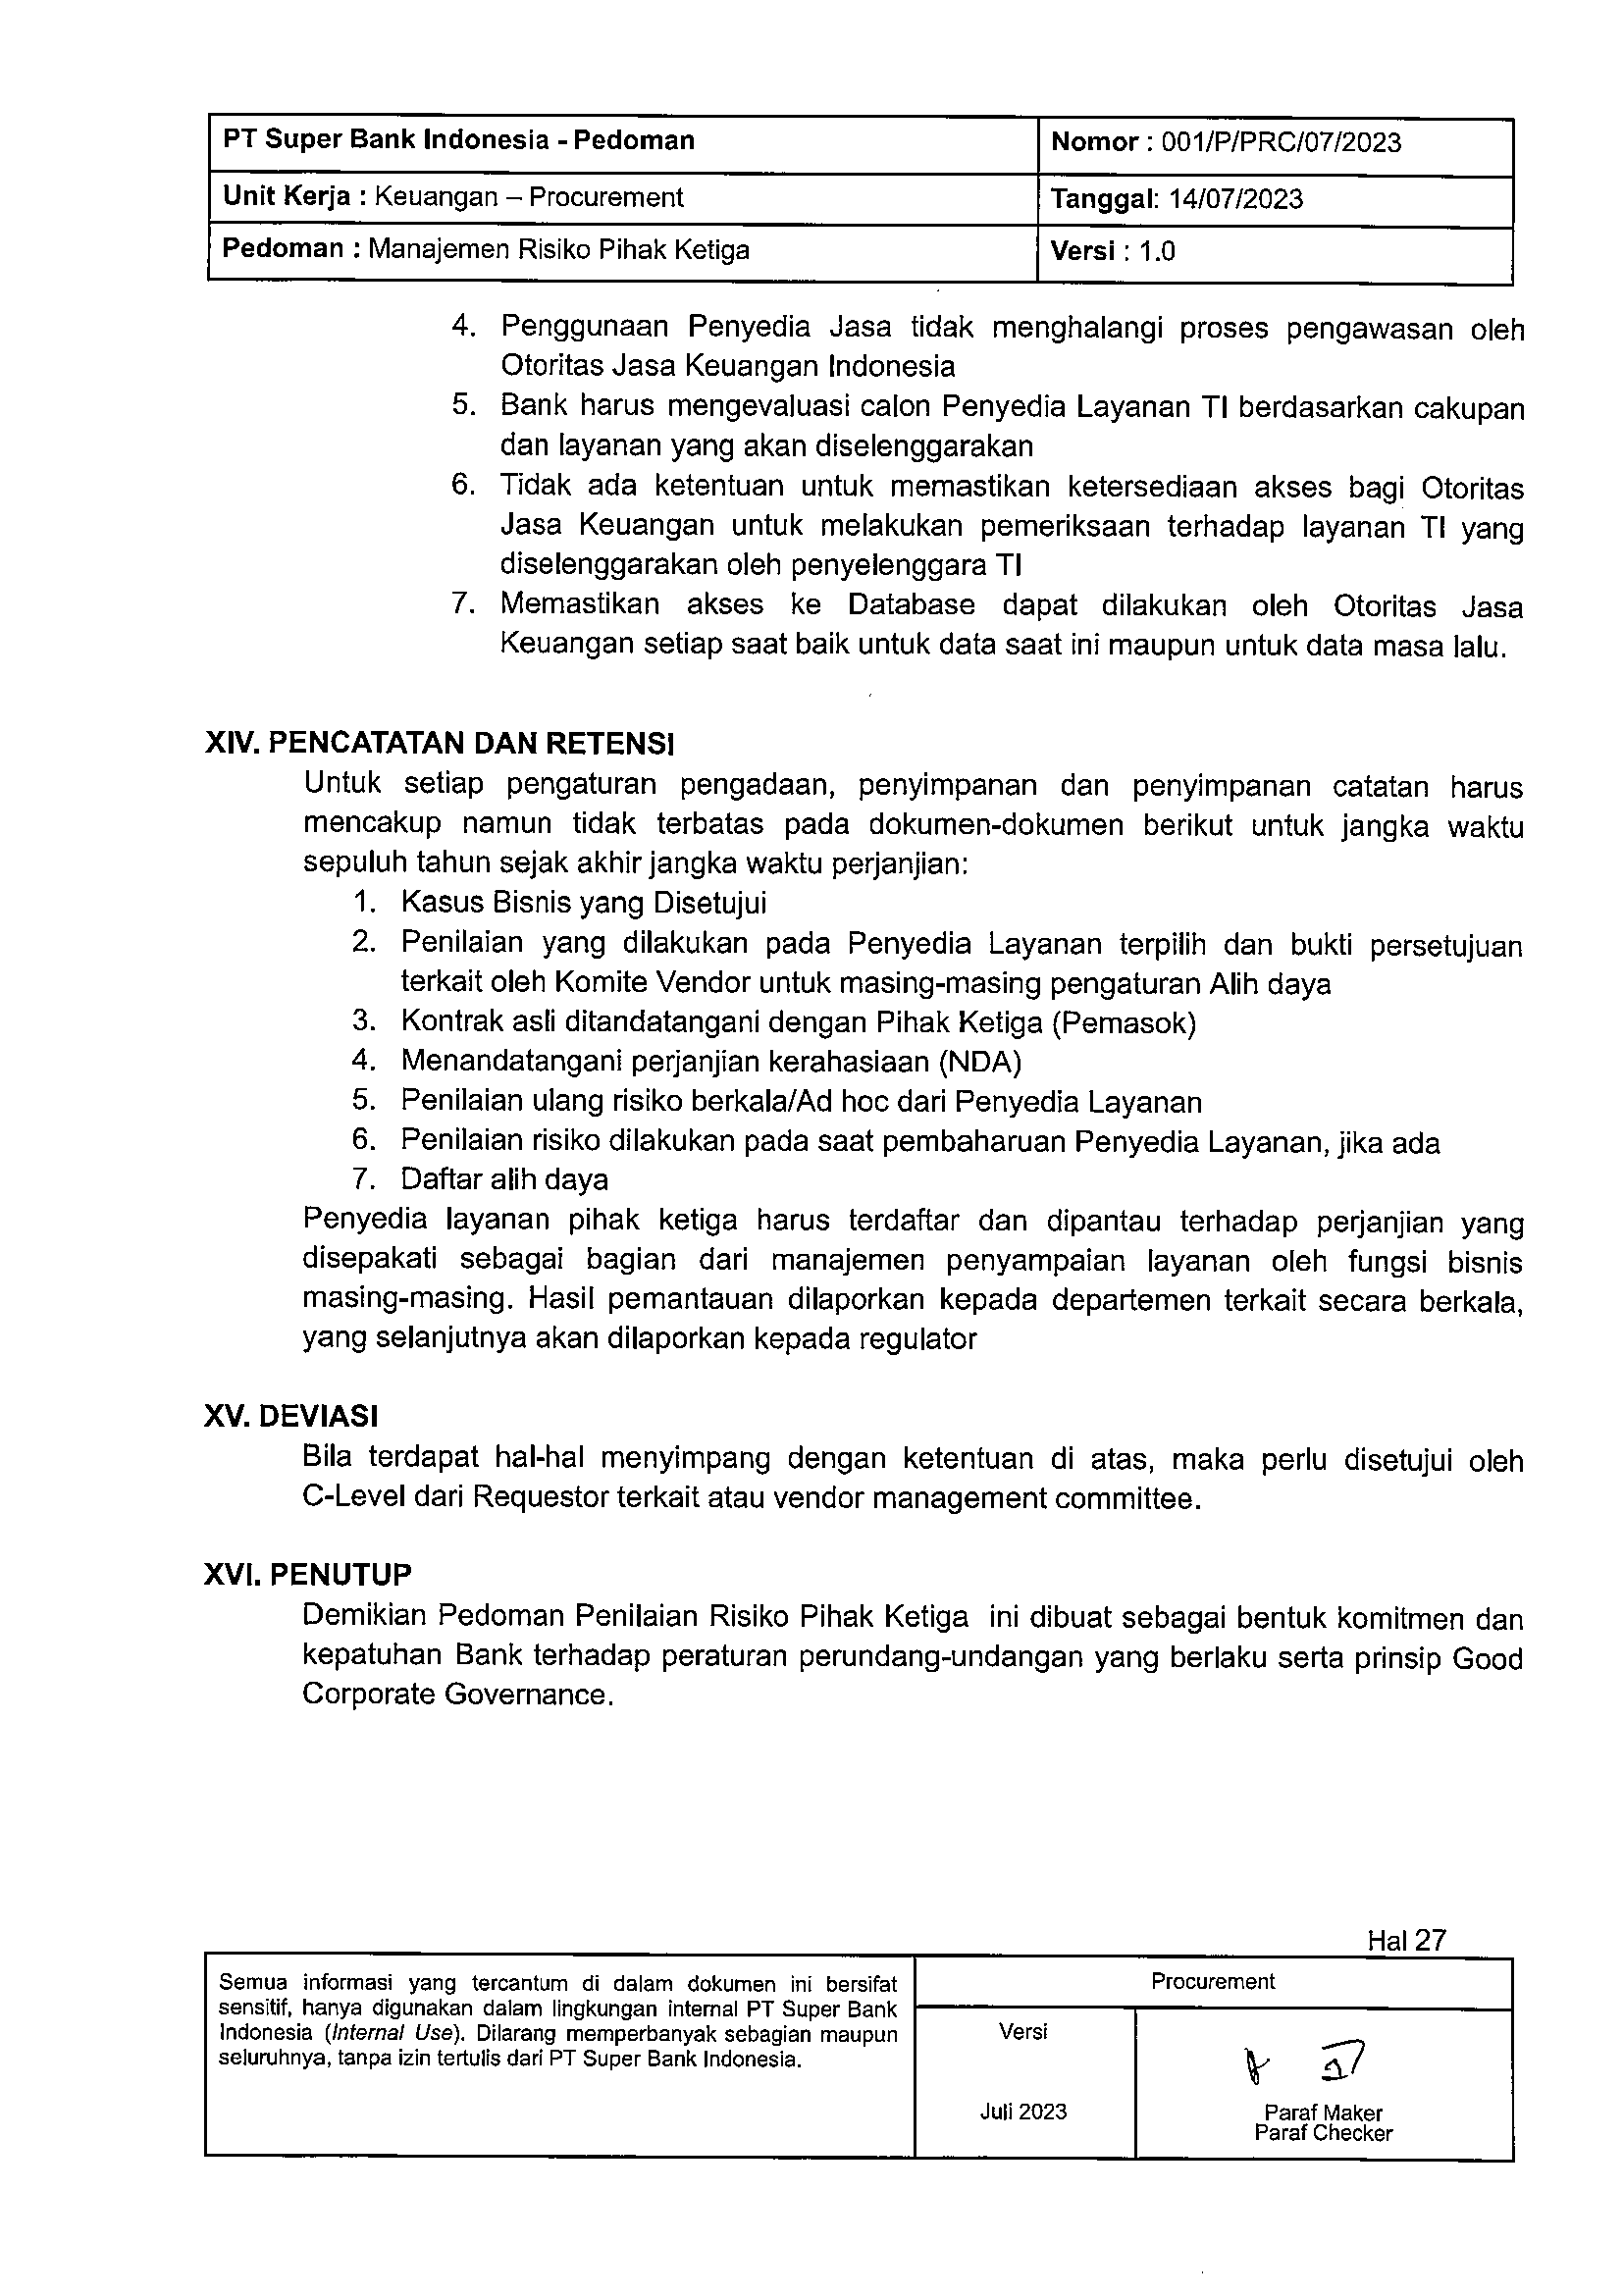 PT Super Bank Indonesia - Pedoman
Nomor : 001/P/PRC/07/2023
Unit Kerja : Keuangan – Procurement
Tanggal: 14/07/2023
Pedoman : Manajemen Risiko Pihak Ketiga
Versi : 1.0
4. Penggunaan Penyedia Jasa tidak menghalangi proses pengawasan oleh
Otoritas Jasa Keuangan Indonesia
5. Bank harus mengevaluasi calon Penyedia Layanan TI berdasarkan cakupan
dan layanan yang akan diselenggarakan
6. Tidak ada ketentuan untuk memastikan ketersediaan akses bagi Otoritas
Jasa Keuangan untuk melakukan pemeriksaan terhadap layanan TI yang
diselenggarakan oleh penyelenggara TI
7. Memastikan akses ke Database dapat dilakukan oleh Otoritas Jasa
Keuangan setiap saat baik untuk data saat ini maupun untuk data masa lalu.
XIV. PENCATATAN DAN RETENSI
Untuk setiap pengaturan pengadaan, penyimpanan dan penyimpanan catatan harus
mencakup namun tidak terbatas pada dokumen-dokumen berikut untuk jangka waktu
sepuluh tahun sejak akhir jangka waktu perjanjian:
1. Kasus Bisnis yang Disetujui
2. Penilaian yang dilakukan pada Penyedia Layanan terpilih dan bukti persetujuan
terkait oleh Komite Vendor untuk masing-masing pengaturan Alih daya
3. Kontrak asli ditandatangani dengan Pihak Ketiga (Pemasok)
4. Menandatangani perjanjian kerahasiaan (NDA)
5. Penilaian ulang risiko berkala/Ad hoc dari Penyedia Layanan
6. Penilaian risiko dilakukan pada saat pembaharuan Penyedia Layanan, jika ada
7. Daftar alih daya
Penyedia layanan pihak ketiga harus terdaftar dan dipantau terhadap perjanjian yang
disepakati sebagai bagian dari manajemen penyampaian layanan oleh fungsi bisnis
masing-masing. Hasil pemantauan dilaporkan kepada departemen terkait secara berkala,
yang selanjutnya akan dilaporkan kepada regulator
XV. DEVIASI
Bila terdapat hal-hal menyimpang dengan ketentuan di atas, maka perlu disetujui oleh
C-Level dari Requestor terkait atau vendor management committee.
XVI. PENUTUP
Demikian Pedoman Penilaian Risiko Pihak Ketiga ini dibuat sebagai bentuk komitmen dan
kepatuhan Bank terhadap peraturan perundang-undangan yang berlaku serta prinsip Good
Corporate Governance.
Hal 27
Semua informasi yang tercantum di dalam dokumen ini bersifat
sensitif, hanya digunakan dalam lingkungan internal PT Super Bank
Indonesia (Internal Use). Dilarang memperbanyak sebagian maupun
seluruhnya, tanpa izin tertulis dari PT Super Bank Indonesia.
Procurement
Versi
Juli 2023
Paraf Maker
Paraf Checker